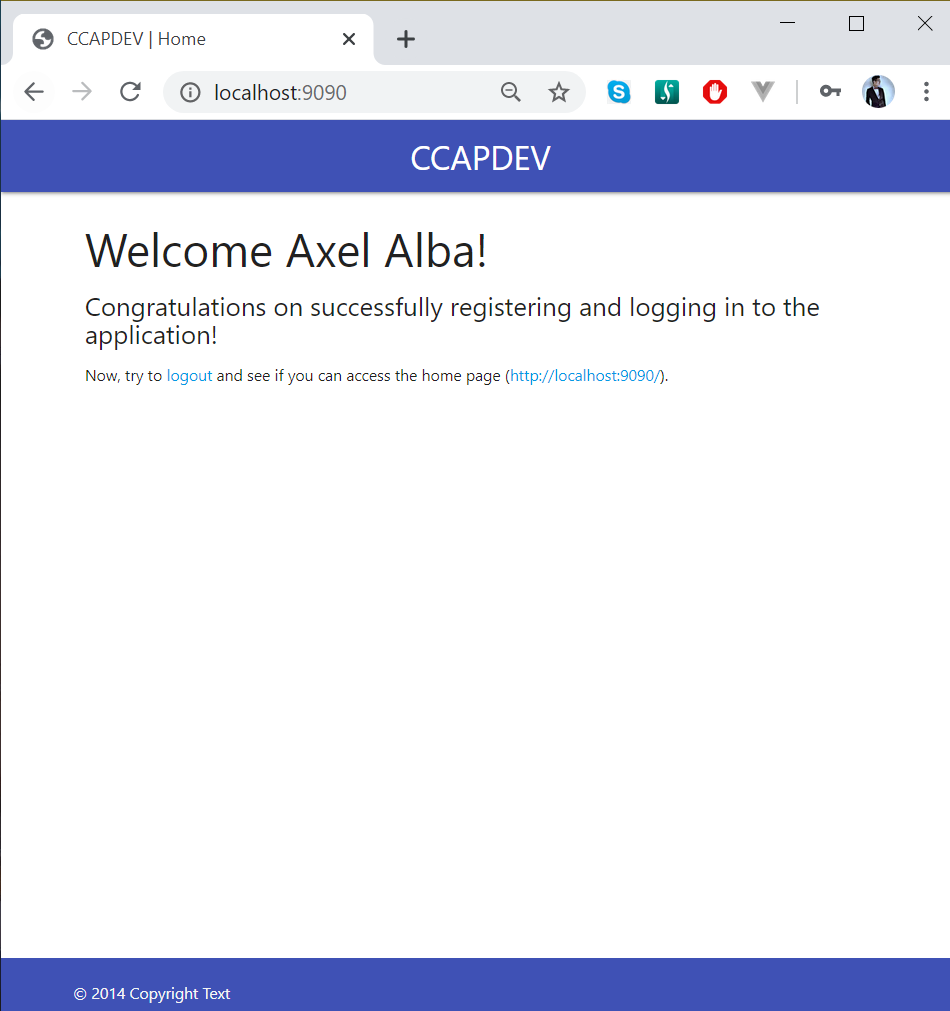 CCAPDEV | Home
localhost:9090
CCAPDEV
Welcome Axel Alba!
Congratulations on successfully registering and logging in to the
application!
Now, try to logout and see if you can access the home page (http://localhost:9090/).
© 2014 Copyright Text